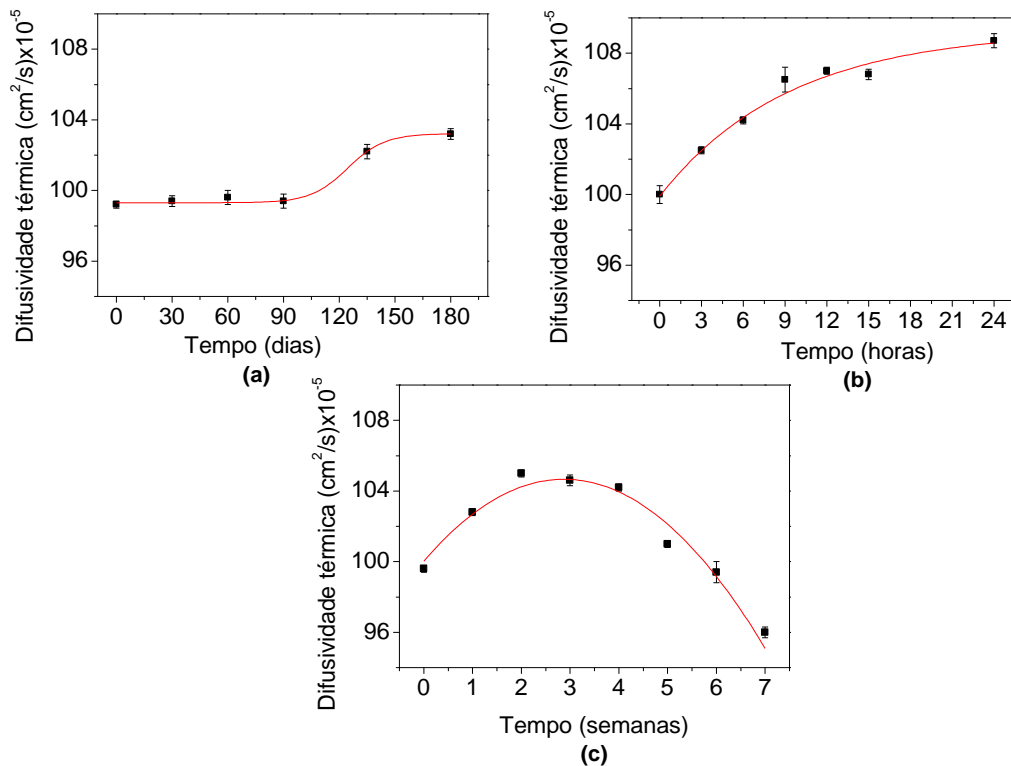 Difusividade térmica (cm²/s)x10⁻⁵
108
104
100
96
0 30 60 90 120 150 180
Tempo (dias)
(a)
Difusividade térmica (cm²/s)x10⁻⁵
108
104
100
96
0 3 6 9 12 15 18 21 24
Tempo (horas)
(b)
Difusividade térmica (cm²/s)x10⁻⁵
108
104
100
96
0 1 2 3 4 5 6 7
Tempo (semanas)
(c)